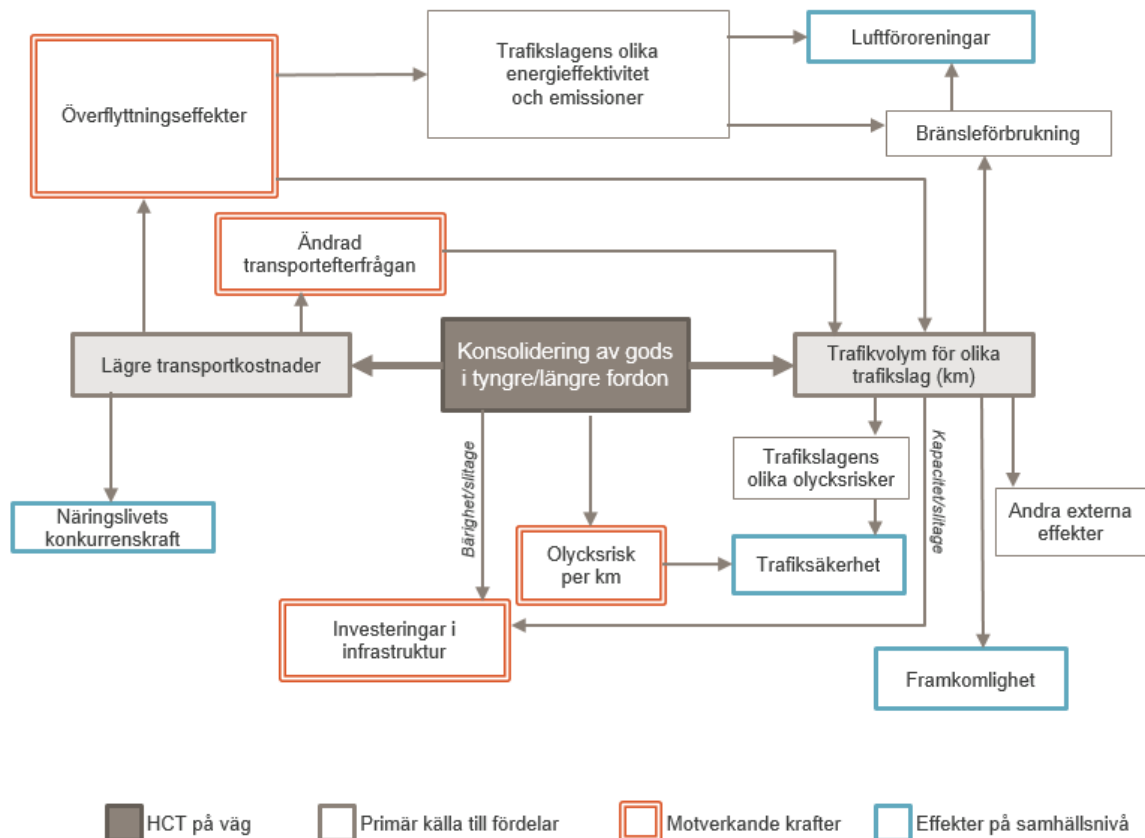 Luftföroreningar
Trafikslagens olika
energieffektivitet
och emissioner
Överflyttningseffekter
Bränsleförbrukning
Ändrad
transportefterfrågan
Lägre transportkostnader
Konsolidering av gods
i tyngre/längre fordon
Trafikvolym för olika
trafikslag (km)
Bärighet/slitage
Kapacitet/slitage
Trafikslagens
olika olycksrisker
Näringslivets
konkurrenskraft
Andra externa
effekter
Olycksrisk
per km
Trafiksäkerhet
Investeringar i
infrastruktur
Framkomlighet
HCT på väg
Primär källa till fördelar
Motverkande krafter
Effekter på samhällsnivå